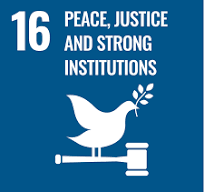 16 PEACE, JUSTICE
AND STRONG
INSTITUTIONS